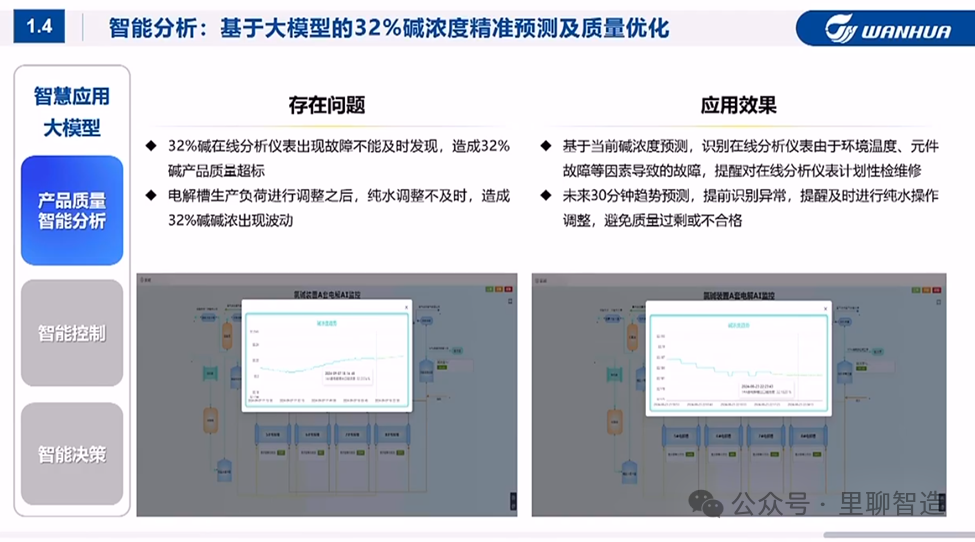 1.4
智能分析：基于大模型的32%碱浓度精准预测及质量优化
WANHUA
智慧应用
大模型
产品质量
智能分析
智能控制
智能决策
存在问题
◆ 32%碱在线分析仪表出现故障不能及时发现，造成32%
碱产品质量超标
◆ 电解槽生产负荷进行调整之后，纯水调整不及时，造成
32%碱碱浓出现波动
应用效果
◆ 基于当前碱浓度预测，识别在线分析仪表由于环境温度、元件
故障等因素导致的故障，提醒对在线分析仪表计划性检维修
◆ 未来30分钟趋势预测，提前识别异常，提醒及时进行纯水操作
调整，避免质量过剩或不合格
氯碱装置A套电解AI监控
氯碱装置A套电解AI监控
公众号 · 里聊智造